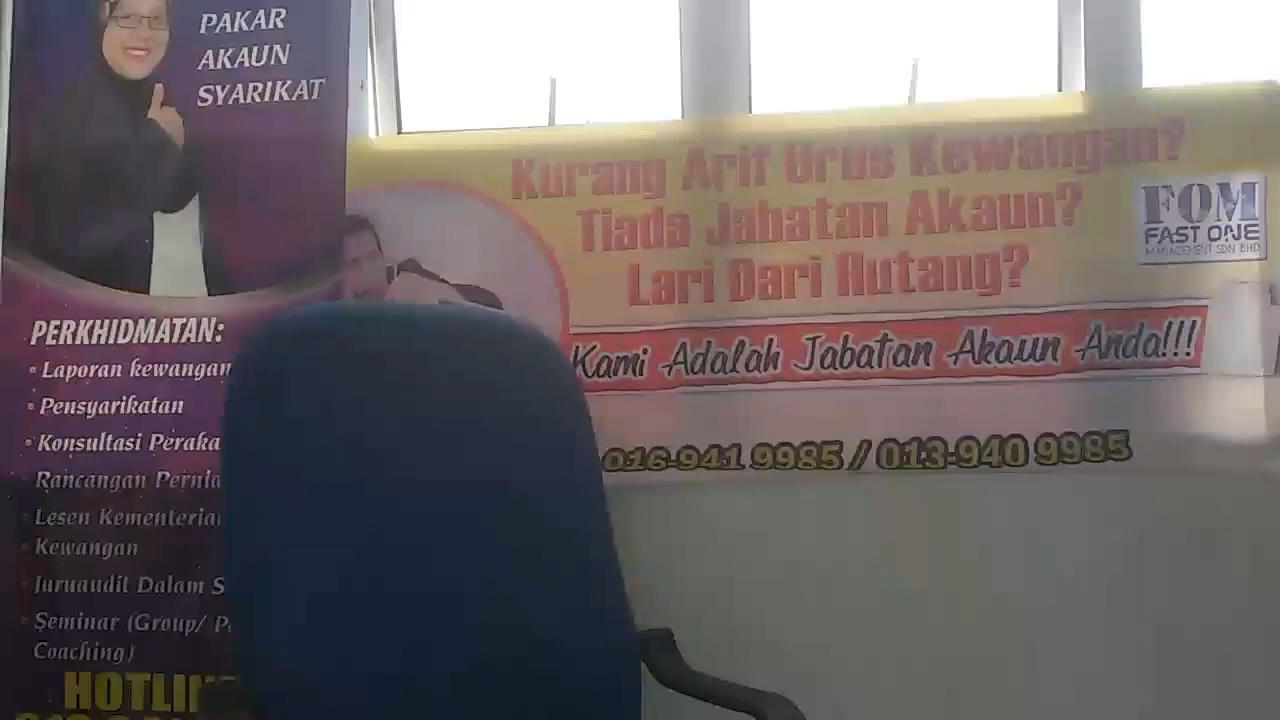 PAKAR
AKAUN
SYARIKAT
PERKHIDMATAN:
• Laporan kewangan
• Pensyarikatan
• Konsultasi
• Rancangan
• Lesen
• Kewangan
• Juruaudit Dalam
• Seminar (Group/
Coaching)
Kurang Arif Urus Kewangan?
Tiada Jabatan Akaun?
Lari Dari Hutang?
Kami Adalah Jabatan Akaun Anda!!!
016-941 9985 / 013-940 9985
FOM
FAST ONE
MANAGEMENT SDN BHD